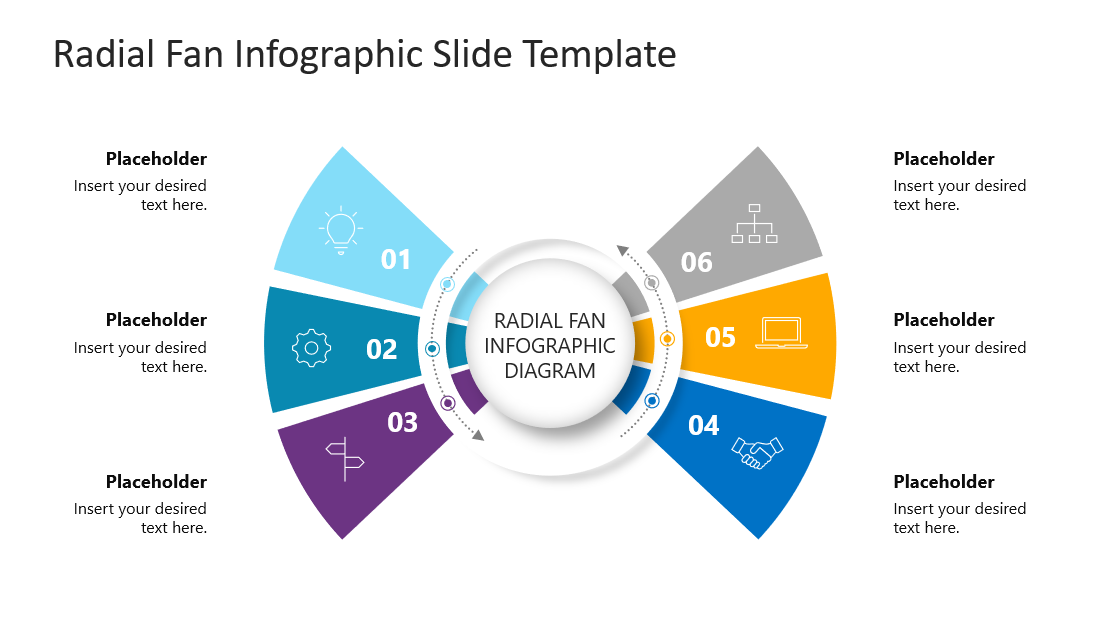 Radial Fan Infographic Slide Template
Placeholder
Insert your desired
text here.
Placeholder
Insert your desired
text here.
Placeholder
Insert your desired
text here.
01
02
03
RADIAL FAN
INFOGRAPHIC
DIAGRAM
06
05
04
Placeholder
Insert your desired
text here.
Placeholder
Insert your desired
text here.
Placeholder
Insert your desired
text here.